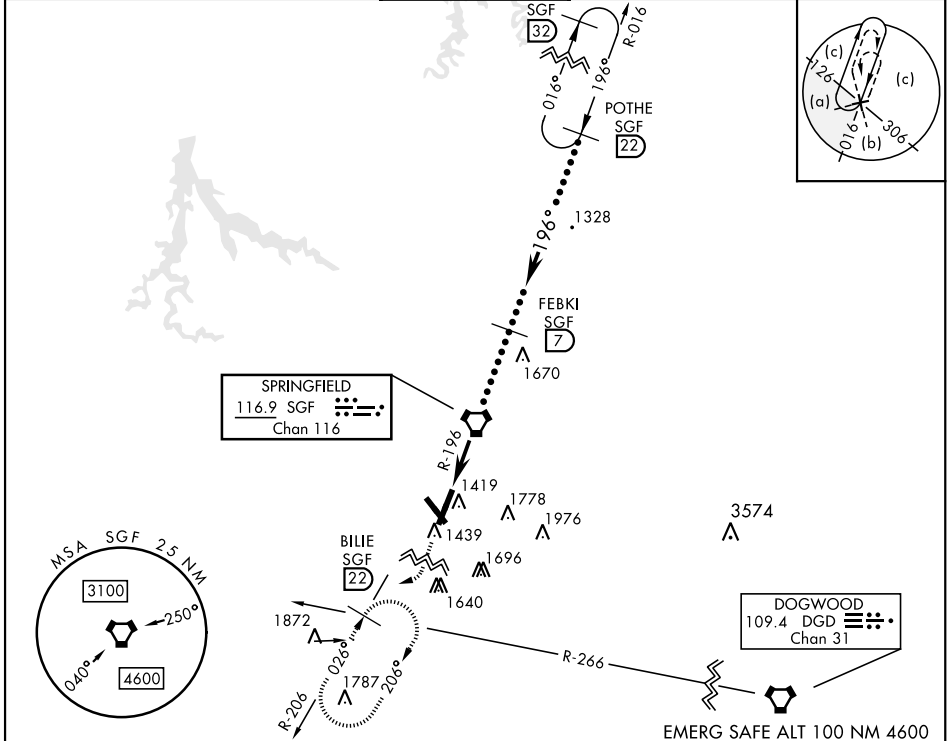 SGF
32
R-016
016°
196°
POTHE
SGF
22
196°
1328
FEBKI
SGF
7
1670
SPRINGFIELD
116.9 SGF
Chan 116
R-196
1419
1778
1976
3574
1439
1696
1640
BILIE
SGF
22
1872
026°
206°
1787
R-206
R-266
DOGWOOD
109.4 DGD
Chan 31
EMERG SAFE ALT 100 NM 4600
MSA SGF 25 NM
3100
250°
040°
4600
(c)
126
(c)
(a)
016
(b)
306